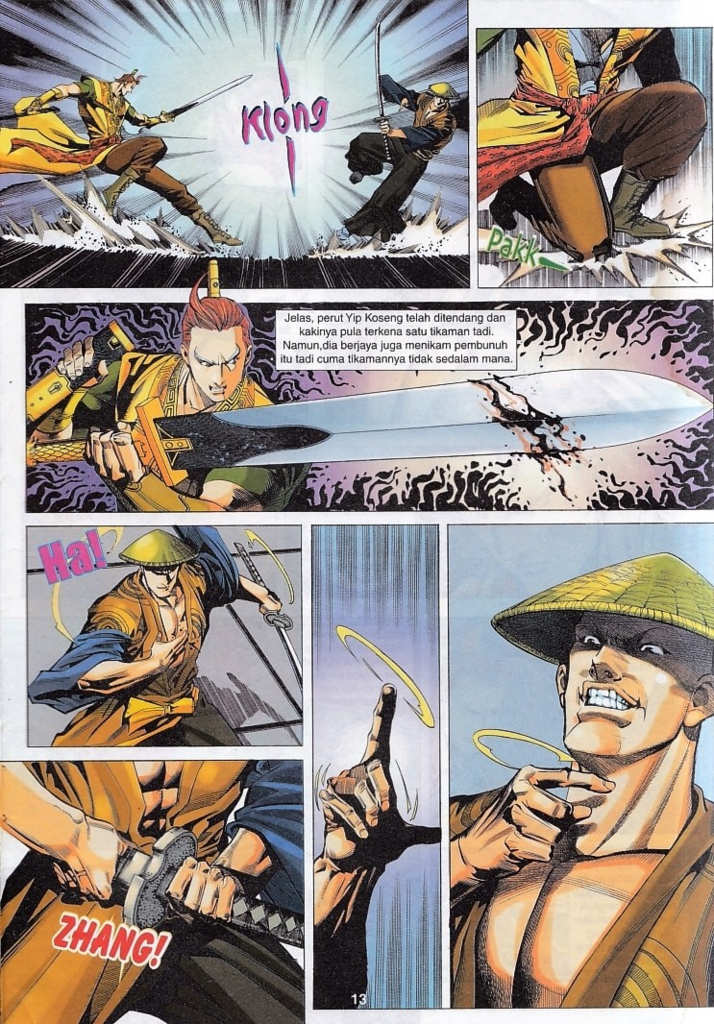 Klóng
Pakk
Jelas, perut Yip Koseng telah ditendang dan
kakinya pula terkena satu tikaman tadi.
Namun,dia berjaya juga menikam pembunuh
itu tadi cuma tikamannya tidak sedalam mana.
Ha!
ZHANG!
13